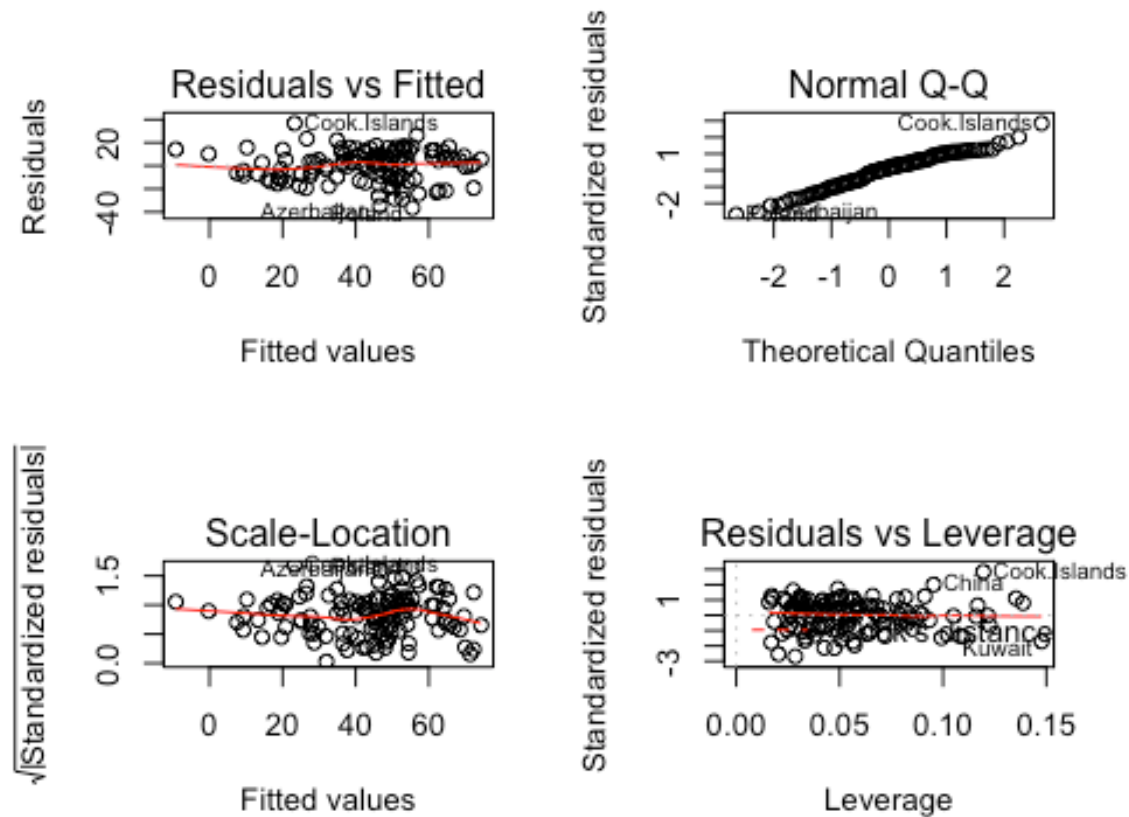 Residuals vs Fitted
Residuals
20
-40
Cook.Islands
0 20 40 60
Fitted values
Normal Q-Q
Standardized residuals
1
-2
Cook.Islands
-2 -1 0 1 2
Theoretical Quantiles
Scale-Location
√|Standardized residuals|
1.5
0.0
0 20 40 60
Fitted values
Residuals vs Leverage
Standardized residuals
1
-3
Cook.Islands
China
distance
Kuwait
0.00 0.05 0.10 0.15
Leverage